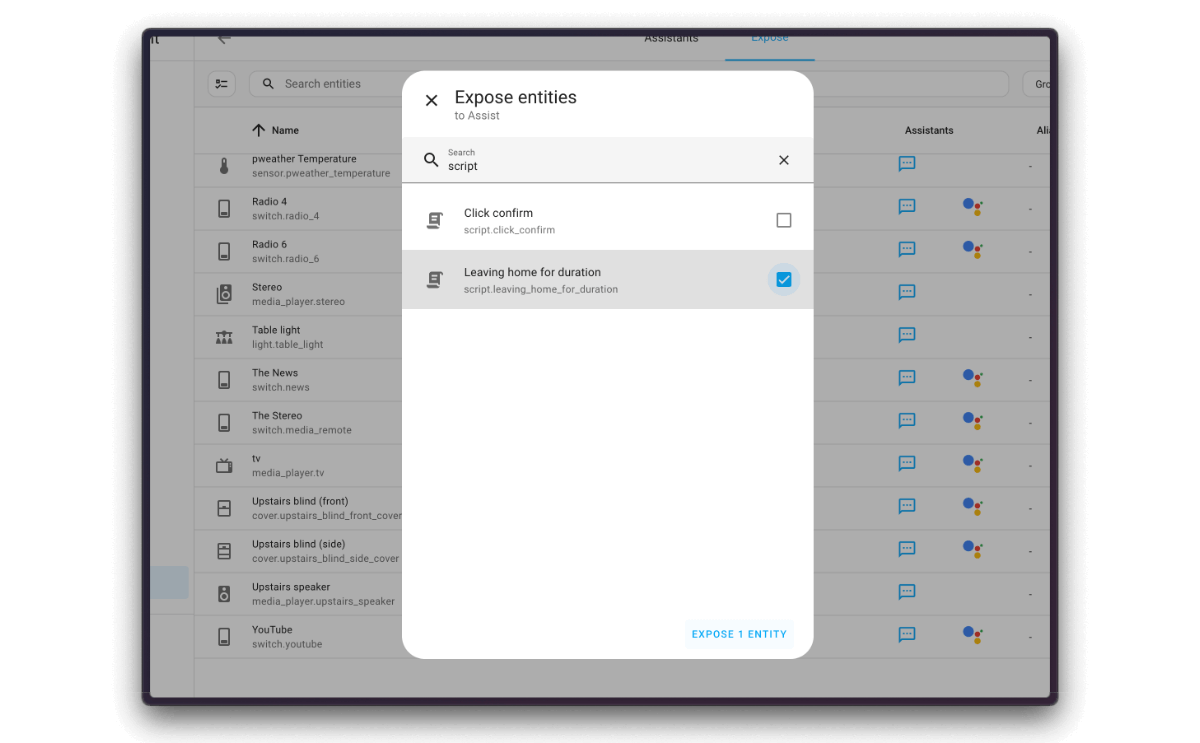 Assistants
Expose
Search entities
Name
Assistants
pweather Temperature
sensor.pweather_temperature
-
Radio 4
switch.radio_4
-
Radio 6
switch.radio_6
-
Stereo
media_player.stereo
-
Table light
light.table_light
-
The News
switch.news
-
The Stereo
switch.media_remote
-
tv
media_player.tv
-
Upstairs blind (front)
cover.upstairs_blind_front_cover
-
Upstairs blind (side)
cover.upstairs_blind_side_cover
-
Upstairs speaker
media_player.upstairs_speaker
-
YouTube
switch.youtube
-
Expose entities
to Assist
Search
script
Click confirm
script.click_confirm
Leaving home for duration
script.leaving_home_for_duration
EXPOSE 1 ENTITY